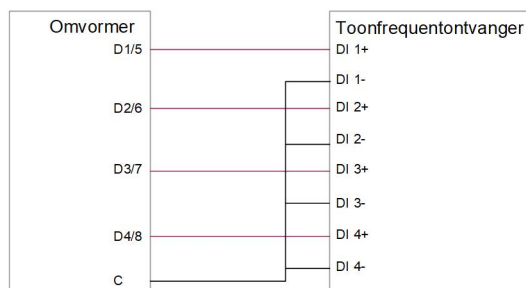 Omvormer
Toonfrequentontvanger
D1/5
DI 1+
DI 1-
D2/6
DI 2+
DI 2-
D3/7
DI 3+
DI 3-
D4/8
DI 4+
DI 4-
C